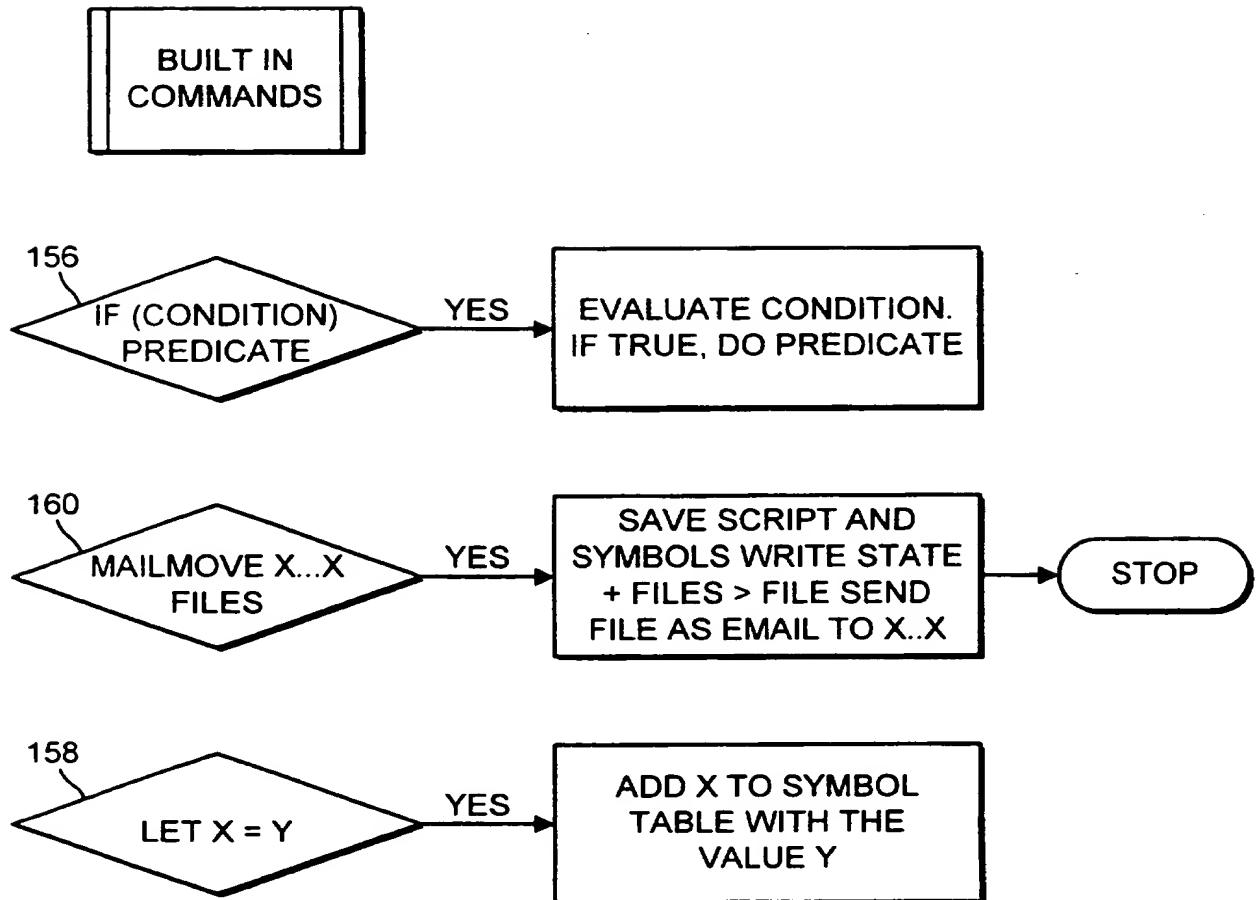 BUILT IN
COMMANDS
156
IF (CONDITION)
PREDICATE
YES
EVALUATE CONDITION.
IF TRUE, DO PREDICATE
160
MAILMOVE X...X
FILES
YES
SAVE SCRIPT AND
SYMBOLS WRITE STATE
+ FILES > FILE SEND
FILE AS EMAIL TO X..X
STOP
158
LET X = Y
YES
ADD X TO SYMBOL
TABLE WITH THE
VALUE Y